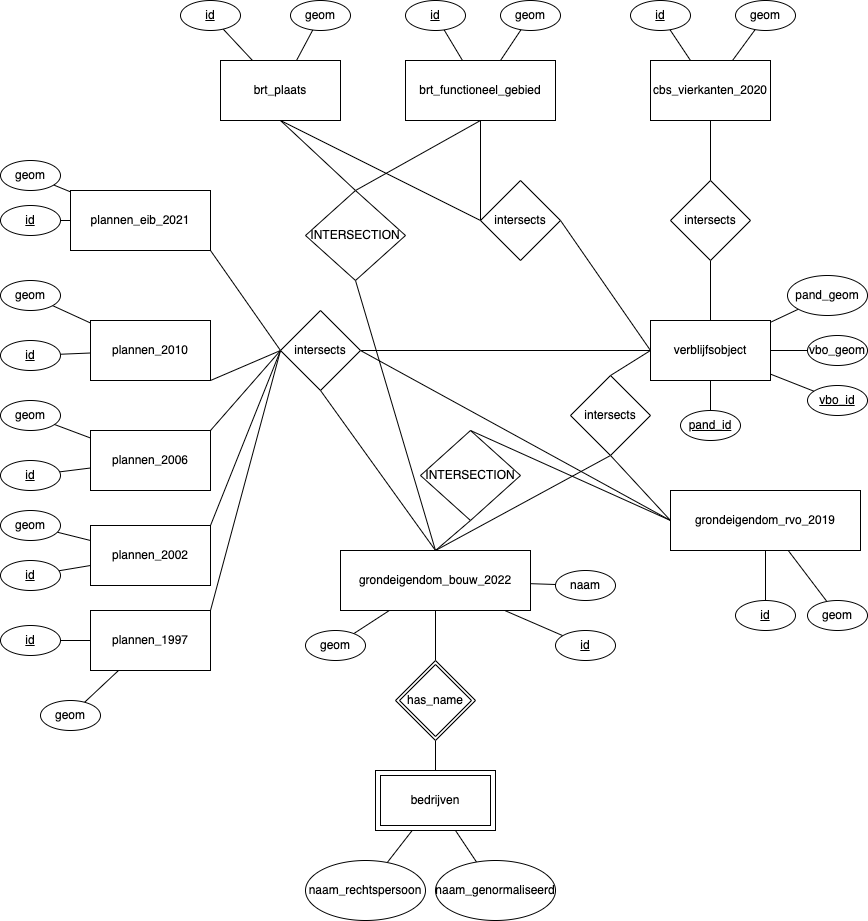 id
geom
id
geom
id
geom
brt_plaats
brt_functioneel_gebied
cbs_vierkanten_2020
geom
id
plannen_eib_2021
INTERSECTION
intersects
intersects
geom
id
plannen_2010
intersects
verblijfsobject
pand_geom
vbo_geom
vbo_id
pand_id
intersects
geom
id
plannen_2006
INTERSECTION
geom
id
plannen_2002
grondeigendom_rvo_2019
id
geom
grondeigendom_bouw_2022
naam
geom
id
id
plannen_1997
geom
has_name
bedrijven
naam_rechtspersoon
naam_genormaliseerd